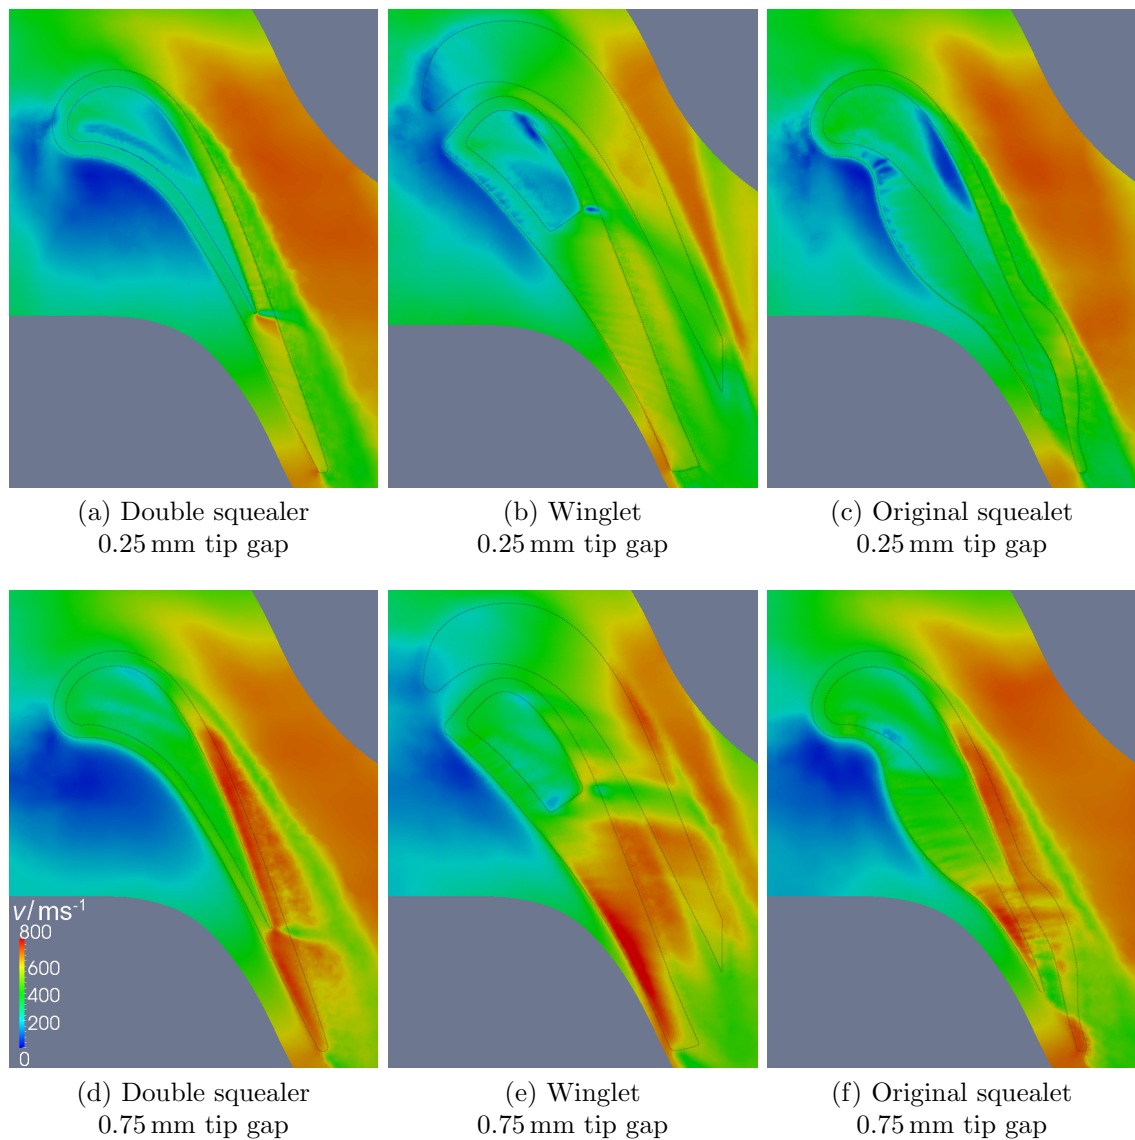 (a) Double squealer
0.25 mm tip gap
(b) Winglet
0.25 mm tip gap
(c) Original squealet
0.25 mm tip gap
v/ms⁻¹
800
600
400
200
0
(d) Double squealer
0.75 mm tip gap
(e) Winglet
0.75 mm tip gap
(f) Original squealet
0.75 mm tip gap